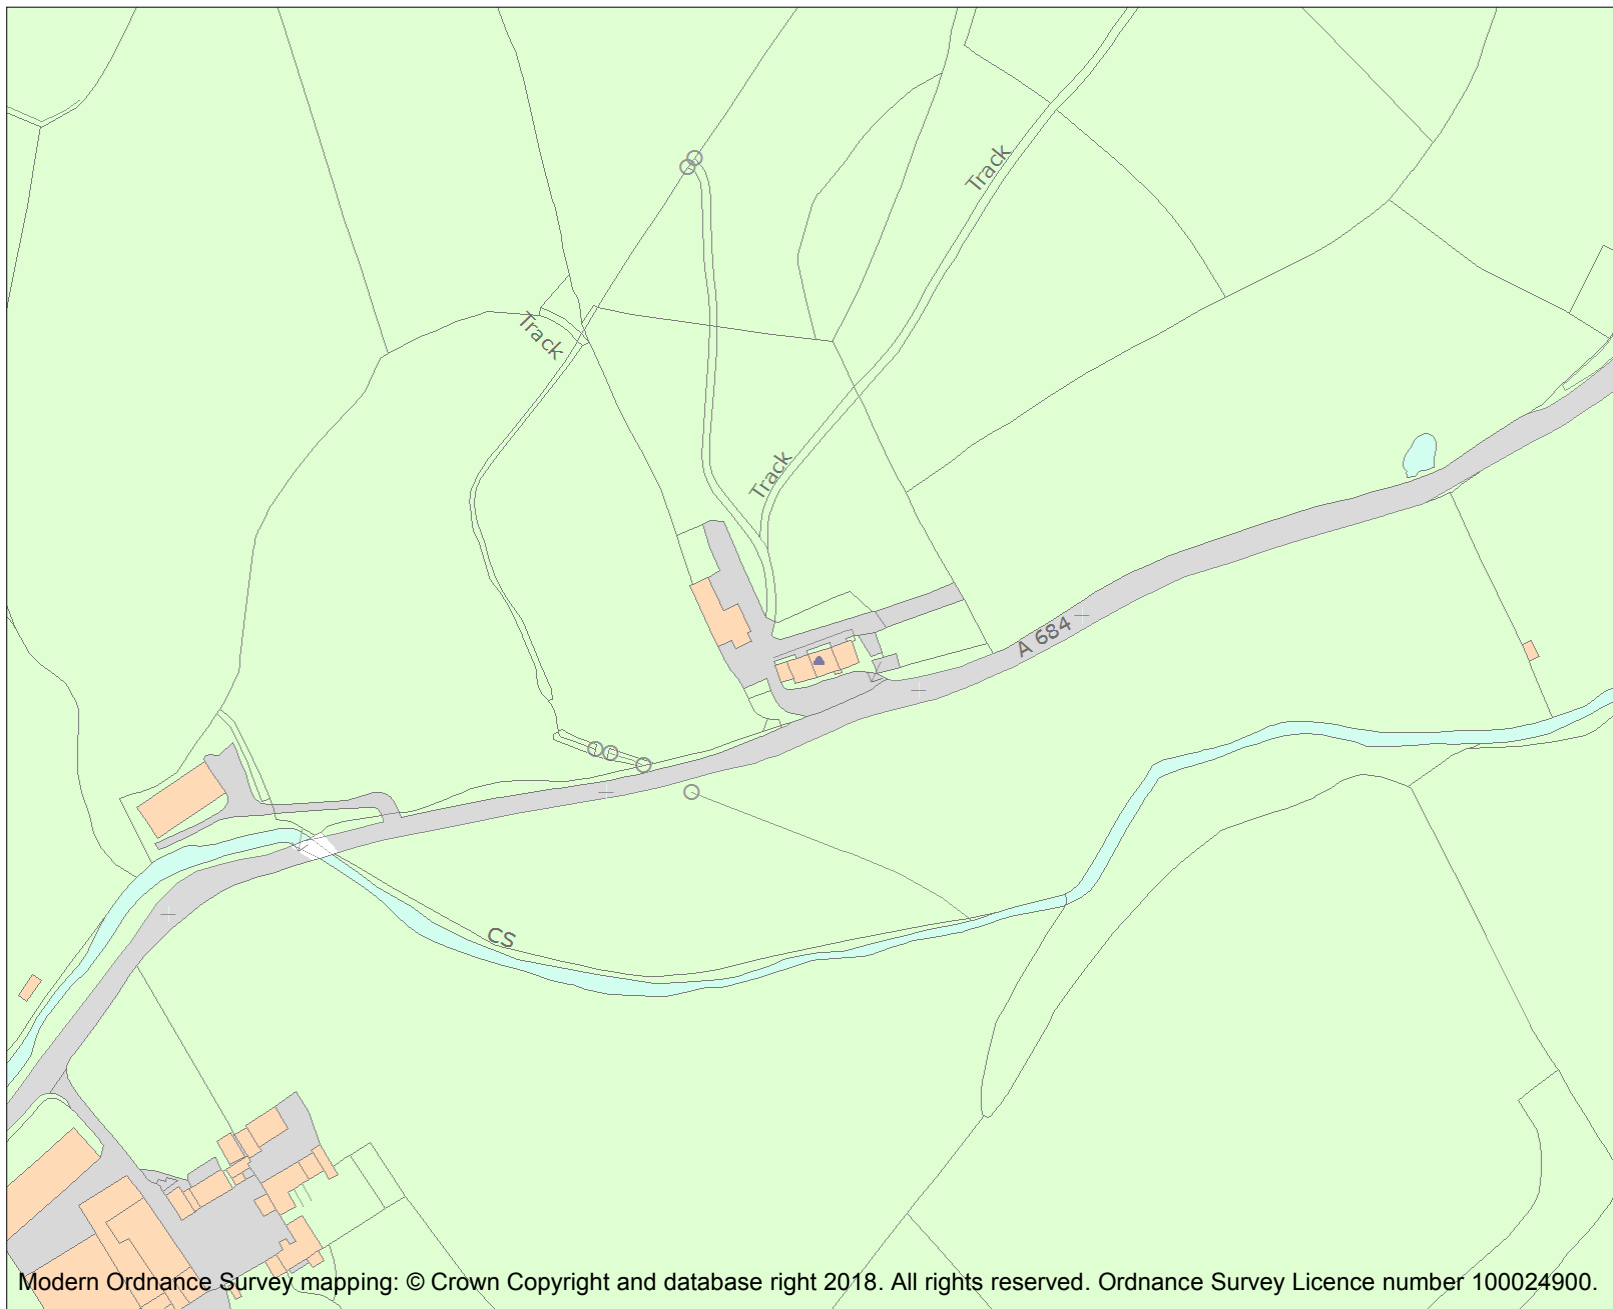 Track
Track
Track
A 684
CS
Modern Ordnance Survey mapping: © Crown Copyright and database right 2018. All rights reserved. Ordnance Survey Licence number 100024900.